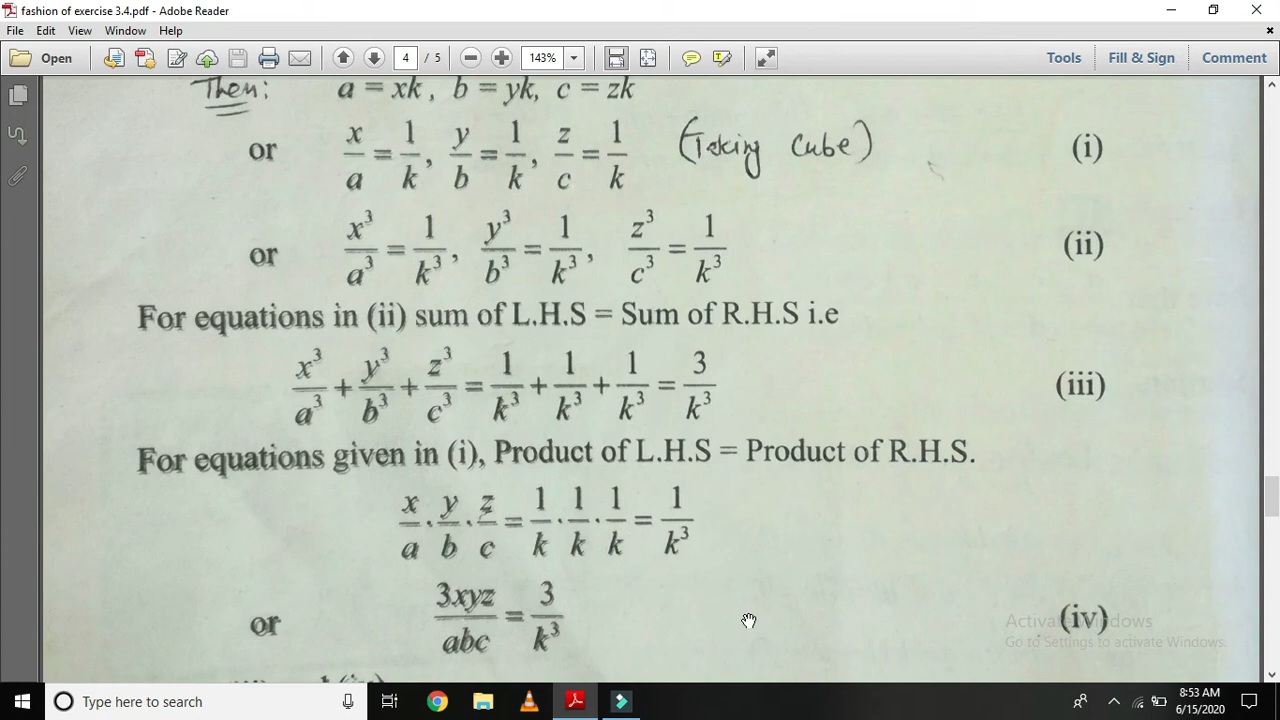 fashion of exercise 3.4.pdf - Adobe Reader
File Edit View Window Help
Open 4 / 5 143% Tools Fill & Sign Comment
Then: a = xk, b = yk, c = zk
or x/a = 1/k, y/b = 1/k, z/c = 1/k (Taking Cube) (i)
or x³/a³ = 1/k³, y³/b³ = 1/k³, z³/c³ = 1/k³ (ii)
For equations in (ii) sum of L.H.S = Sum of R.H.S i.e
x³/a³ + y³/b³ + z³/c³ = 1/k³ + 1/k³ + 1/k³ = 3/k³ (iii)
For equations given in (i), Product of L.H.S = Product of R.H.S.
x/a · y/b · z/c = 1/k · 1/k · 1/k = 1/k³
or 3xyz/abc = 3/k³ (iv)
Activate Windows
Go to Settings to activate Windows.
Type here to search
8:53 AM
6/15/2020